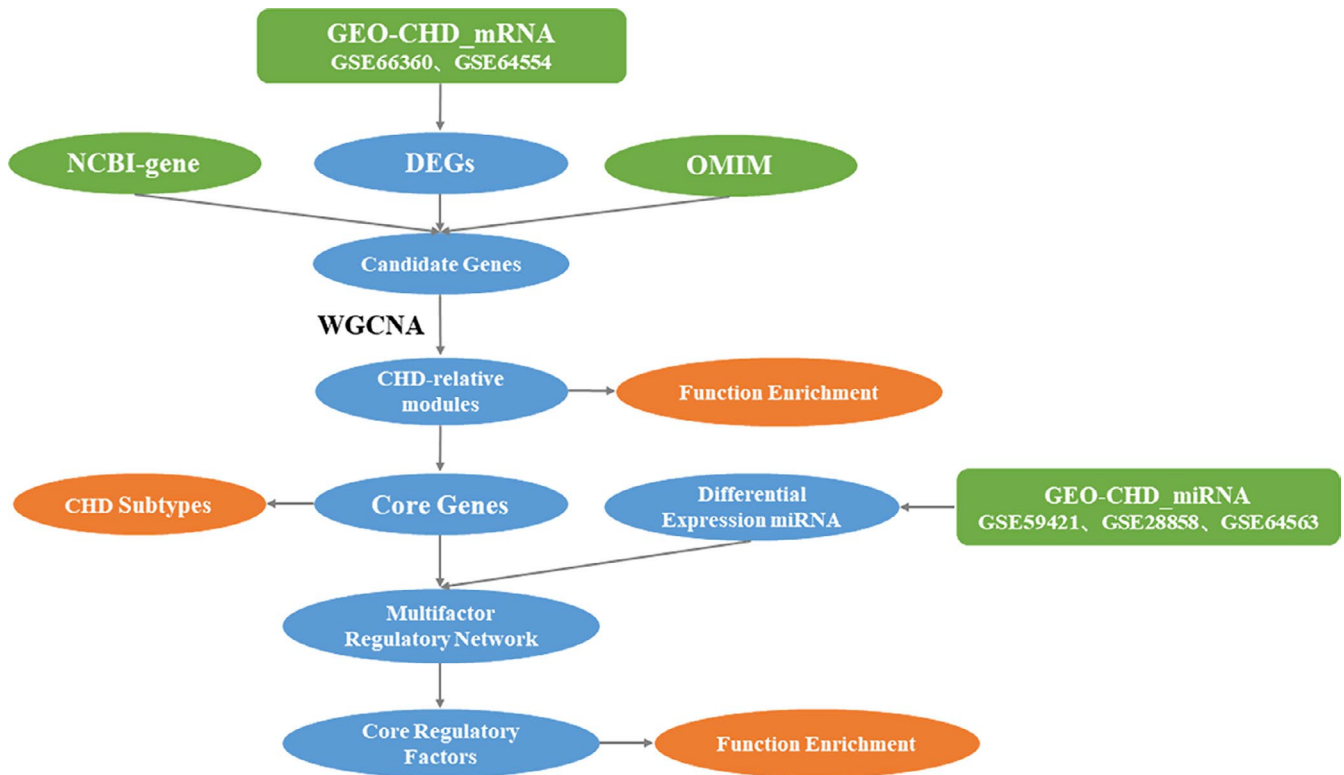 GEO-CHD_mRNA
GSE66360、GSE64554
NCBI-gene
DEGs
OMIM
Candidate Genes
WGCNA
CHD-relative
modules
Function Enrichment
CHD Subtypes
Core Genes
Differential
Expression miRNA
GEO-CHD_miRNA
GSE59421、GSE28858、GSE64563
Multifactor
Regulatory Network
Core Regulatory
Factors
Function Enrichment